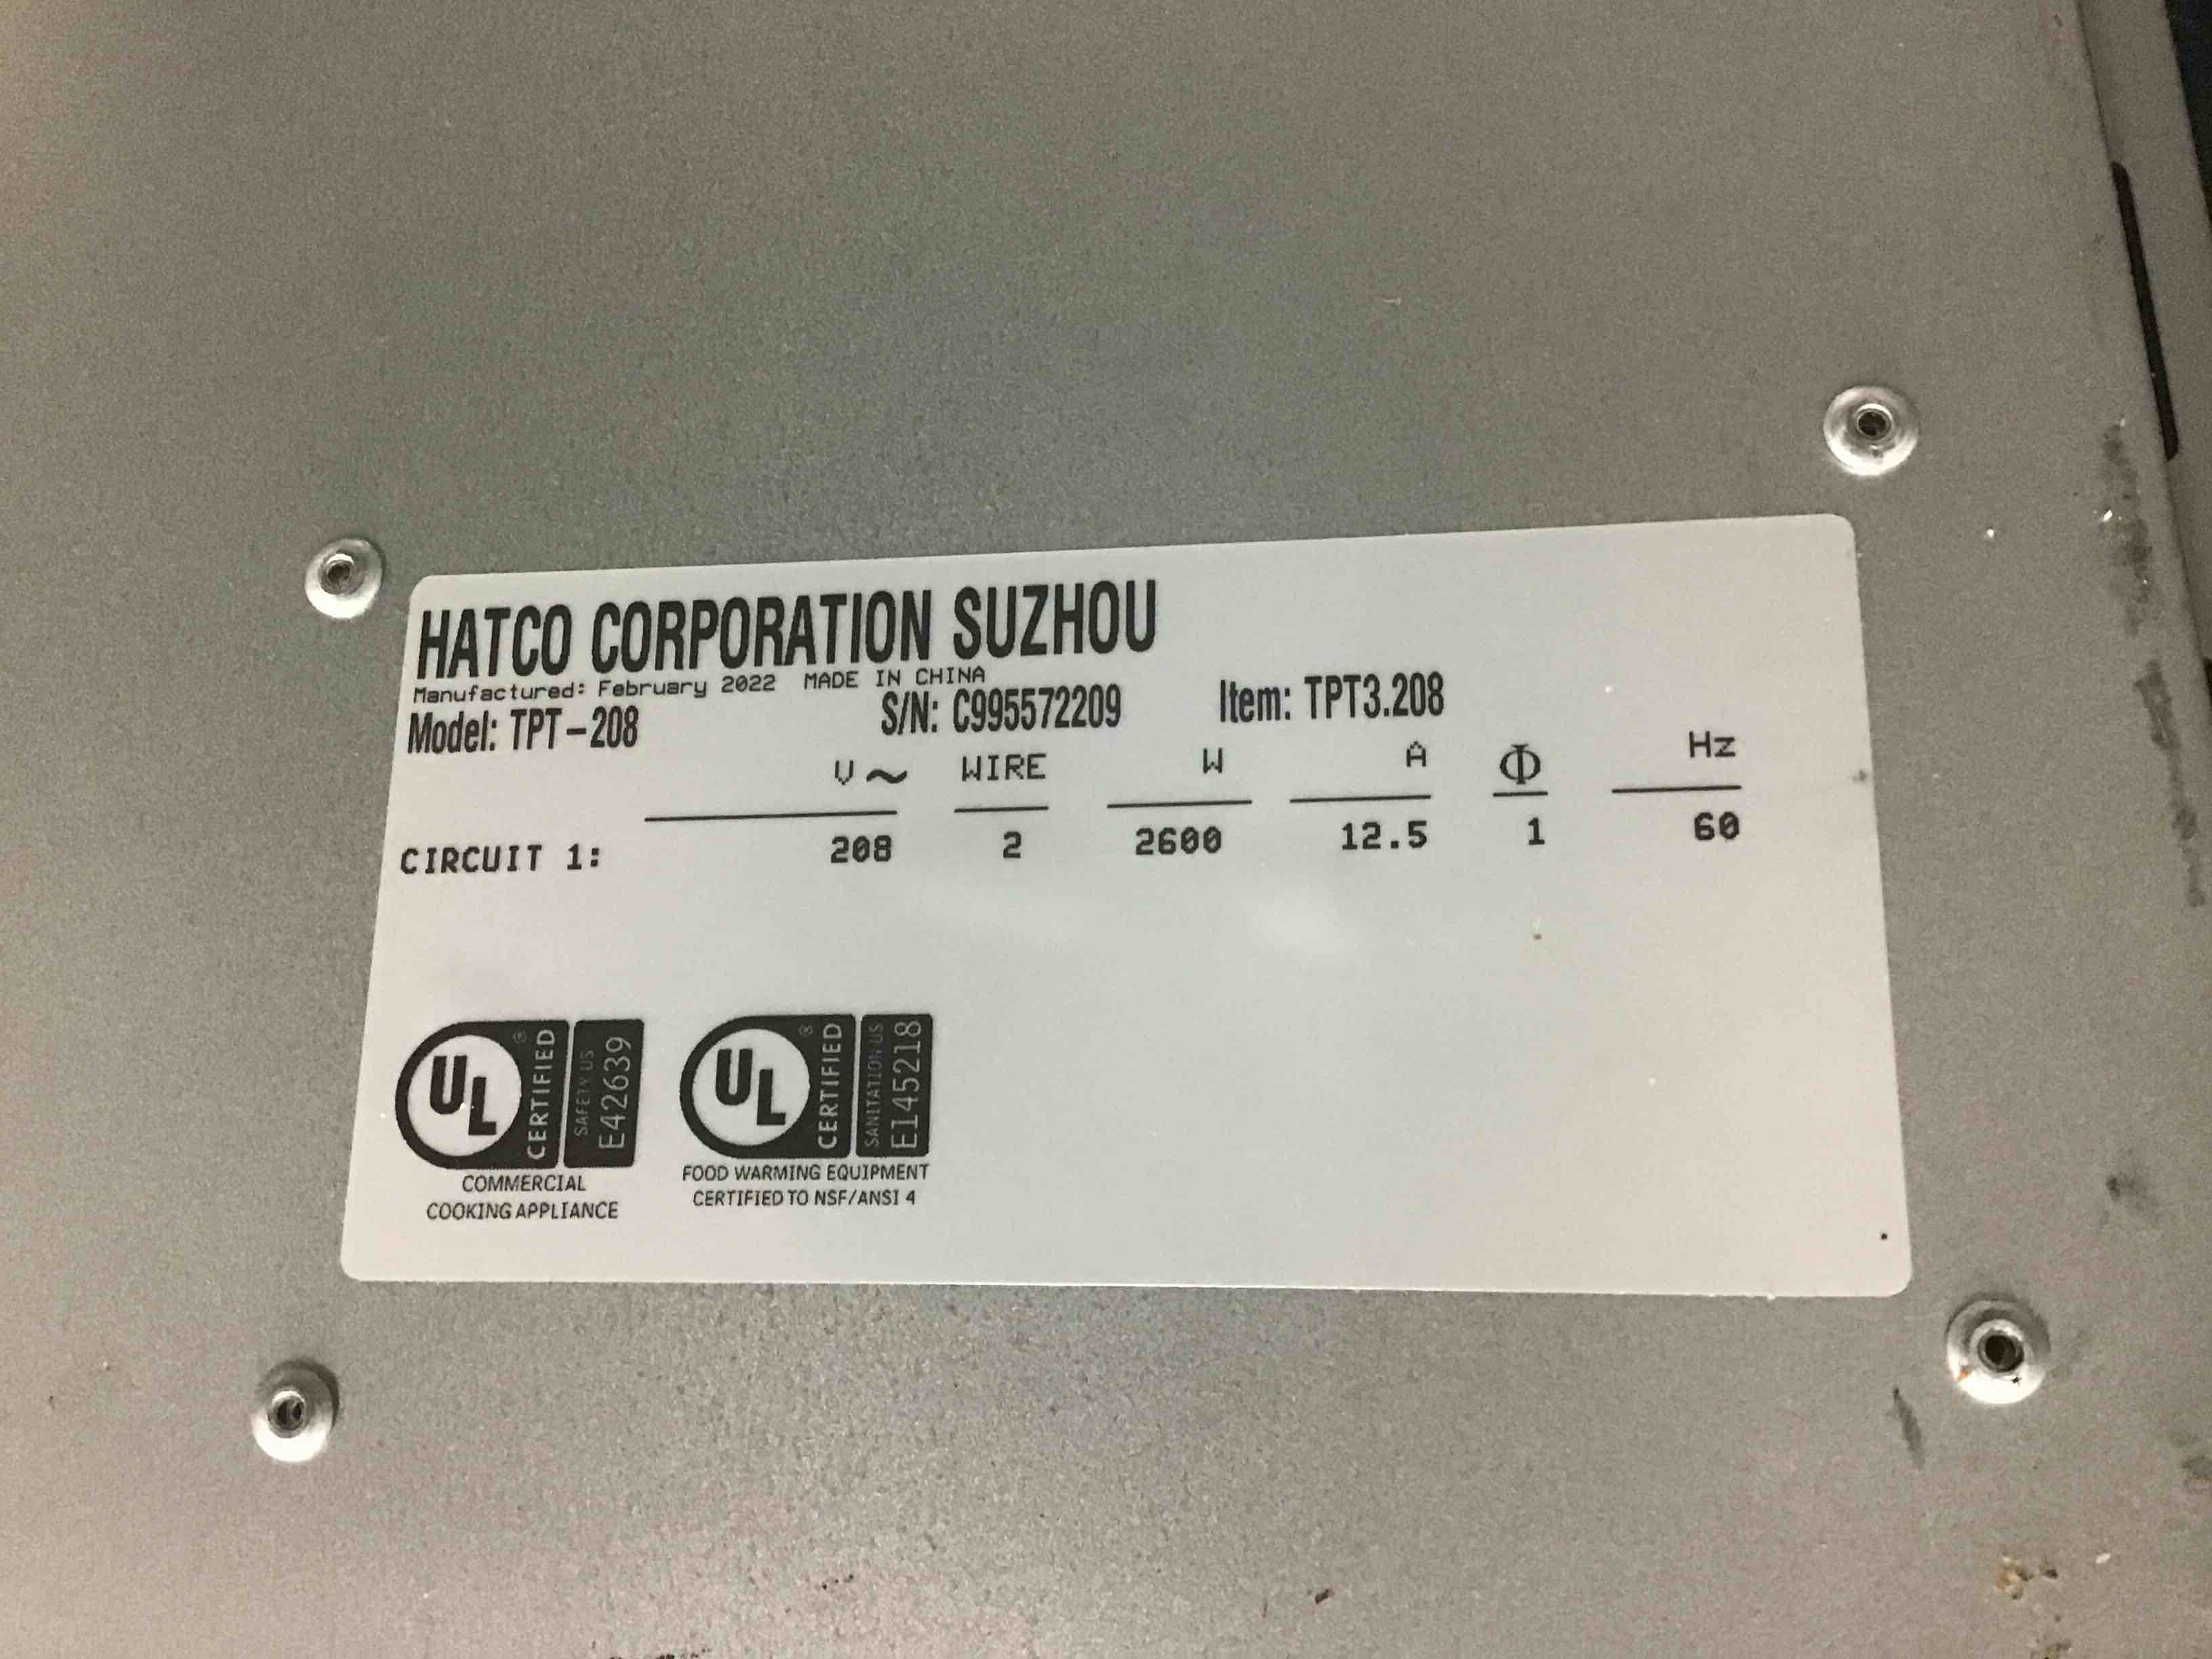 HATCO CORPORATION SUZHOU
Manufactured: February 2022 MADE IN CHINA
Model: TPT-208 S/N: C995572209 Item: TPT3.208
V~ WIRE W A Φ Hz
CIRCUIT 1: 208 2 2600 12.5 1 60
UL ® CERTIFIED SAFETY US E42639
COMMERCIAL
COOKING APPLIANCE
UL ® CERTIFIED SANITATION US E145218
FOOD WARMING EQUIPMENT
CERTIFIED TO NSF/ANSI 4